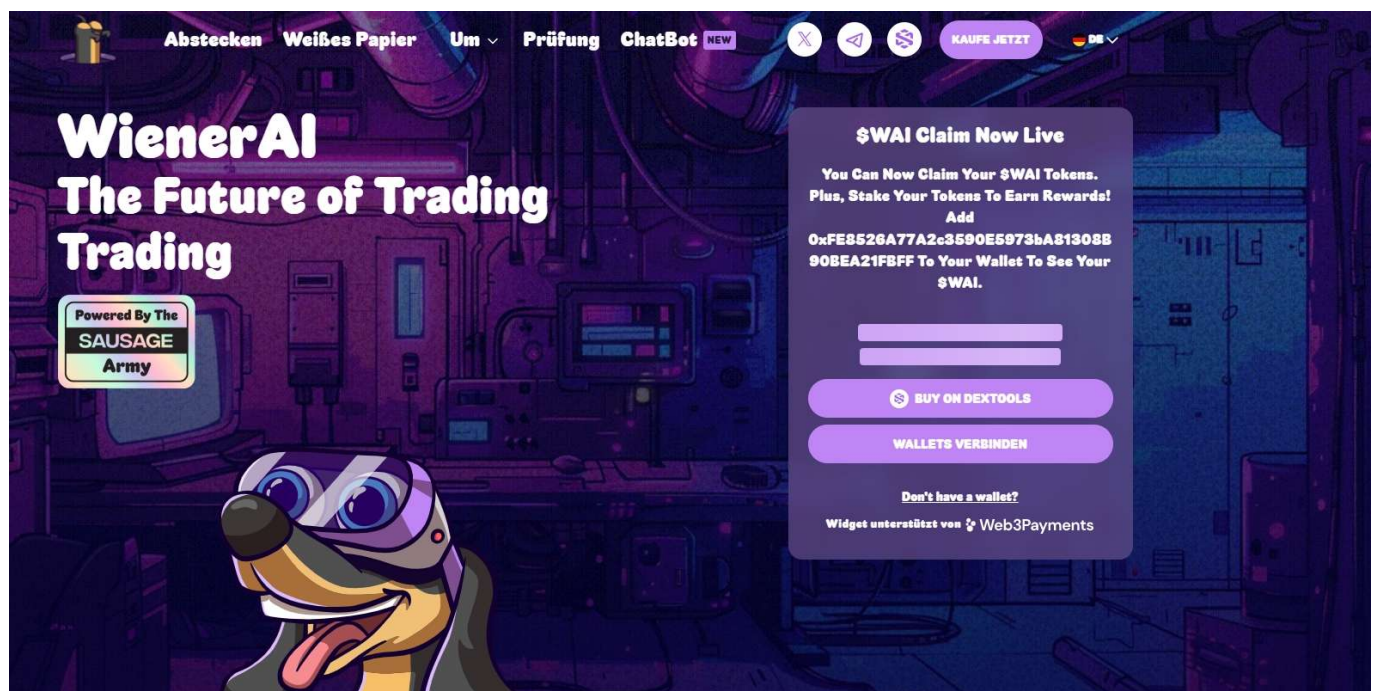 Abstecken Weißes Papier Um Prüfung ChatBot NEW KAUFE JETZT DE
WienerAI
The Future of Trading
Trading
Powered By The
SAUSAGE
Army
$WAI Claim Now Live
You Can Now Claim Your $WAI Tokens.
Plus, Stake Your Tokens To Earn Rewards!
Add
0xFE8526A77A2c3590E5973bA81308B
90BEA21FBFF To Your Wallet To See Your
$WAI.
BUY ON DEXTOOLS
WALLETS VERBINDEN
Don't have a wallet?
Widget unterstützt von Web3Payments